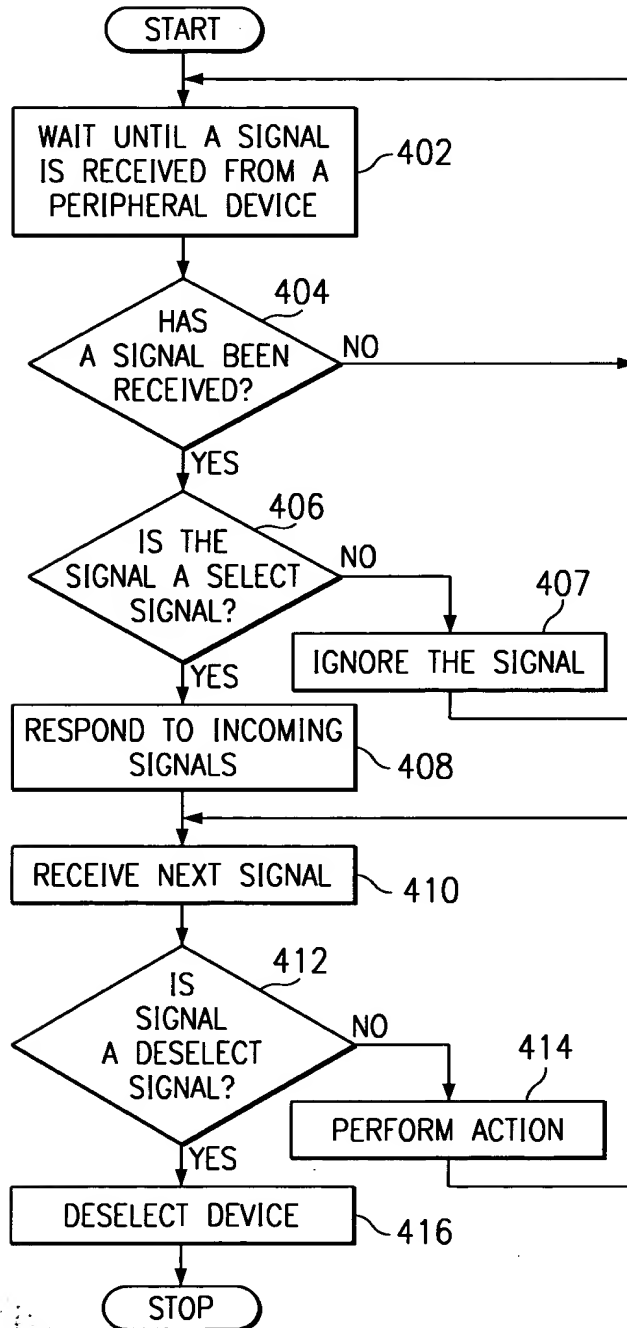 START
WAIT UNTIL A SIGNAL
IS RECEIVED FROM A
PERIPHERAL DEVICE
402
404
HAS
A SIGNAL BEEN
RECEIVED?
NO
YES
406
IS THE
SIGNAL A SELECT
SIGNAL?
NO
407
IGNORE THE SIGNAL
YES
RESPOND TO INCOMING
SIGNALS
408
RECEIVE NEXT SIGNAL
410
412
IS
SIGNAL
A DESELECT
SIGNAL?
NO
414
PERFORM ACTION
YES
DESELECT DEVICE
416
STOP